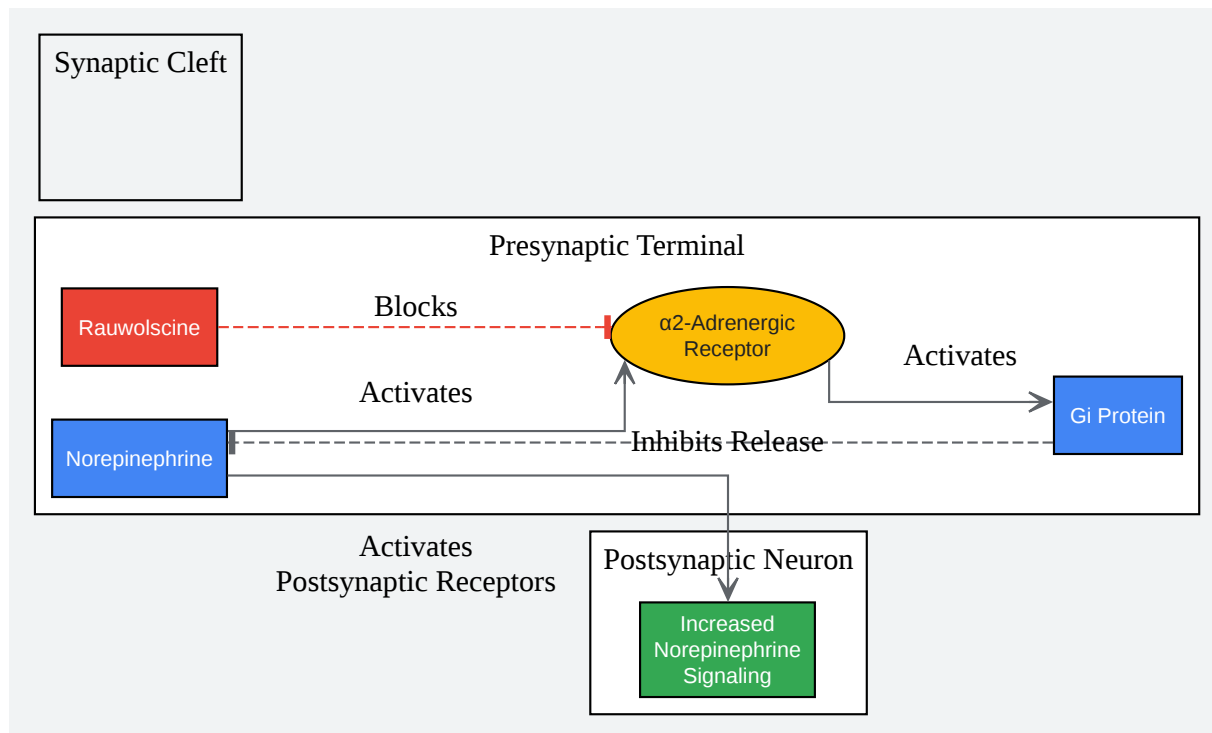 Synaptic Cleft
Presynaptic Terminal
Rauwolscine
Blocks
α2-Adrenergic
Receptor
Activates
Activates
Gi Protein
Norepinephrine
Inhibits Release
Activates
Postsynaptic Receptors
Postsynaptic Neuron
Increased
Norepinephrine
Signaling